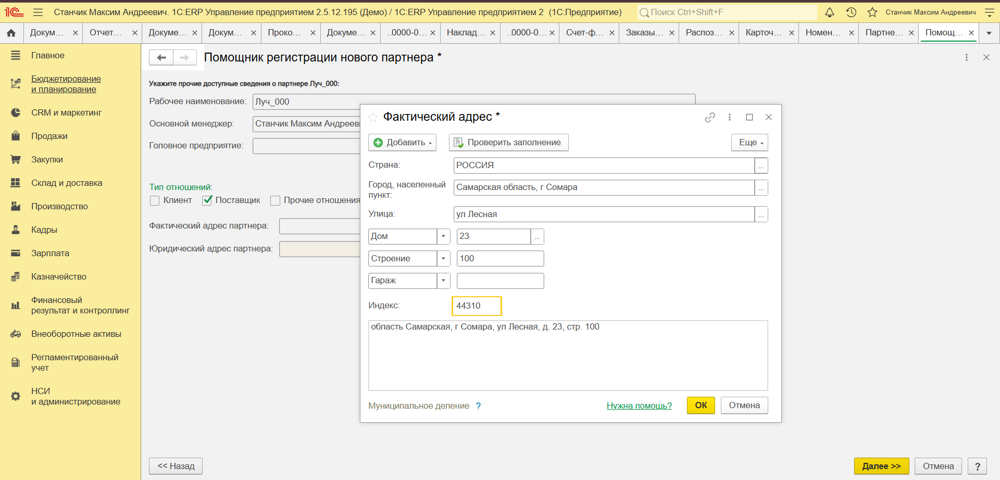 1С Станчик Максим Андреевич. 1С:ERP Управление предприятием 2.5.12.195 (Демо) / 1С:ERP Управление предприятием 2 (1С:Предприятие) Поиск Ctrl+Shift+F Станчик Максим Андреевич
Докум... Отчет... Докуме... Докум... Проко... Докуме... ..0000-0... Наклад... ..0000-0... Счет-ф... Заказы... Распоз... Карточ... Номен... Партне... Помощ...
Главное
Бюджетирование
и планирование
CRM и маркетинг
Продажи
Закупки
Склад и доставка
Производство
Кадры
Зарплата
Казначейство
Финансовый
результат и контроллинг
Внеоборотные активы
Регламентированный
учет
НСИ
и администрирование
Помощник регистрации нового партнера *
Укажите прочие доступные сведения о партнере Луч_000:
Рабочее наименование: Луч_000
Основной менеджер: Станчик Максим Андреев
Головное предприятие:
Тип отношений:
Клиент Поставщик Прочие отношения
Фактический адрес партнера:
Юридический адрес партнера:
Фактический адрес *
Добавить Проверить заполнение Еще
Страна: РОССИЯ ...
Город, населенный
пункт: Самарская область, г Сомара ...
Улица: ул Лесная ...
Дом 23 ...
Строение 100
Гараж
Индекс: 44310
область Самарская, г Сомара, ул Лесная, д. 23, стр. 100
Муниципальное деление ? Нужна помощь? ОК Отмена
<< Назад Далее >> Отмена ?